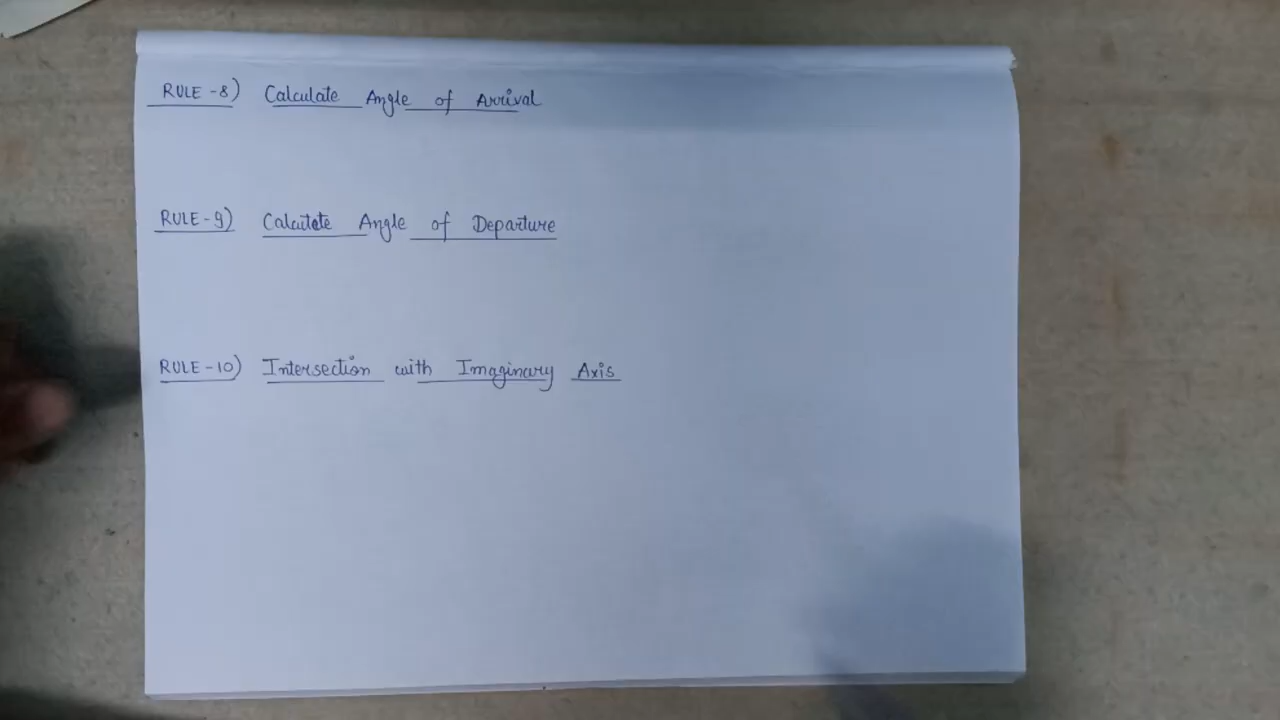 RULE-8) Calculate Angle of Arrival
RULE-9) Calculate Angle of Departure
RULE-10) Intersection with Imaginary Axis